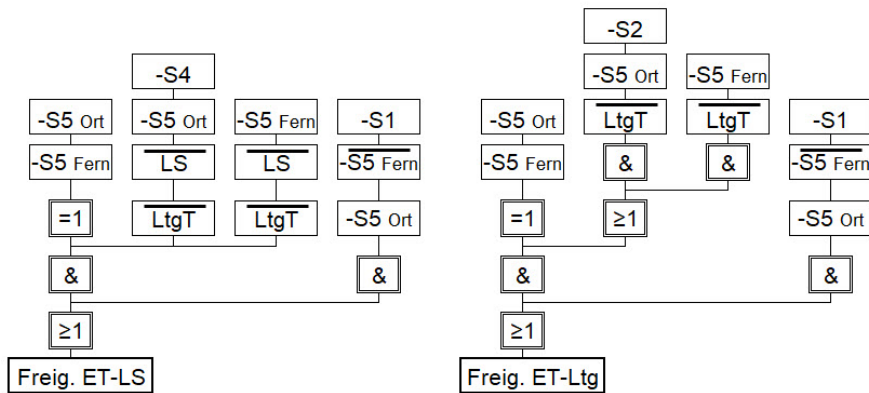 -S4
-S5 Ort
-S5 Ort
-S5 Fern
-S1
-S5 Fern
LS
LS
-S5 Fern
=1
LtgT
LtgT
-S5 Ort
&
&
≥1
Freig. ET-LS
-S2
-S5 Ort
-S5 Fern
-S5 Ort
LtgT
LtgT
-S1
-S5 Fern
&
&
-S5 Fern
=1
≥1
-S5 Ort
&
&
≥1
Freig. ET-Ltg